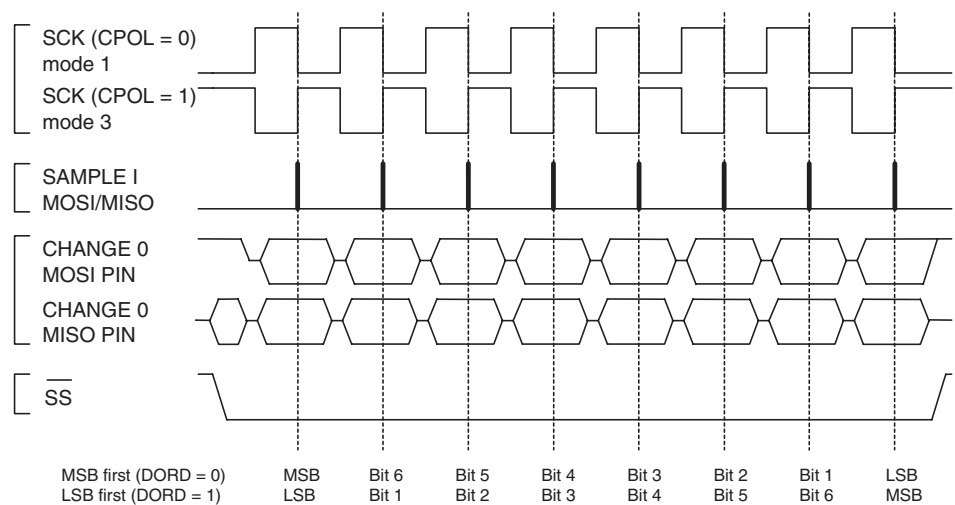 SCK (CPOL = 0)
mode 1
SCK (CPOL = 1)
mode 3
SAMPLE I
MOSI/MISO
CHANGE 0
MOSI PIN
CHANGE 0
MISO PIN
SS
MSB first (DORD = 0) MSB Bit 6 Bit 5 Bit 4 Bit 3 Bit 2 Bit 1 LSB
LSB first (DORD = 1) LSB Bit 1 Bit 2 Bit 3 Bit 4 Bit 5 Bit 6 MSB